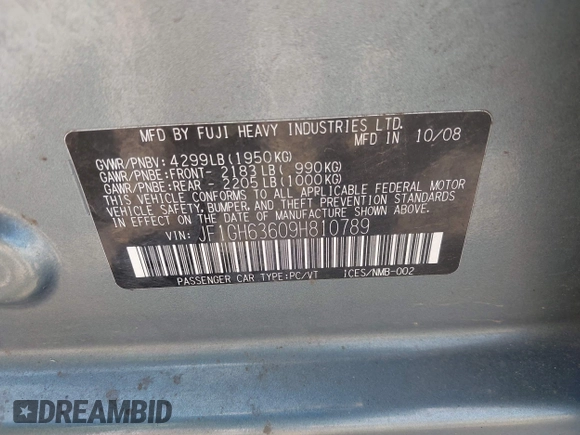 MFD BY FUJI HEAVY INDUSTRIES LTD.
MFD IN 10/08
GVWR/PNBV: 4299LB(1950KG)
GAWR/PNBE:FRONT- 2183LB( 990KG)
GAWR/PNBE:REAR - 2205LB(1000KG)
THIS VEHICLE CONFORMS TO ALL APPLICABLE FEDERAL MOTOR
VEHICLE SAFETY, BUMPER, AND THEFT PREVENTION STANDARDS
IN EFFECT ON THE DATE OF MANUFACTURE SHOWN ABOVE.
VIN: JF1GH63609H810789
PASSENGER CAR TYPE:PC/VT 1CES/NMB-002
DREAMBID